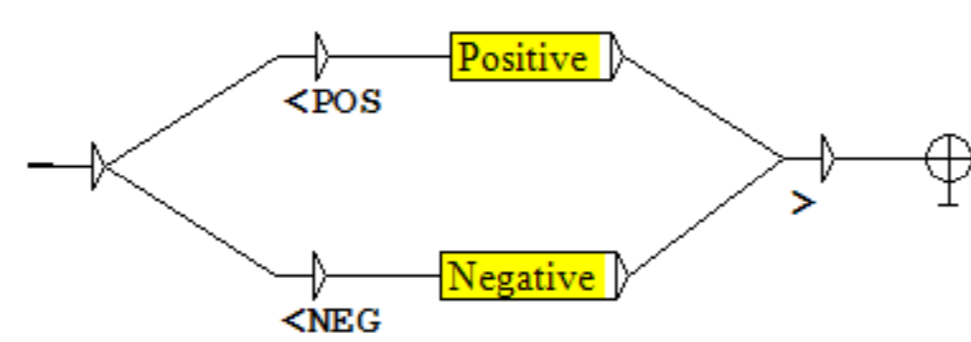 Positive
<POS
>
Negative
<NEG